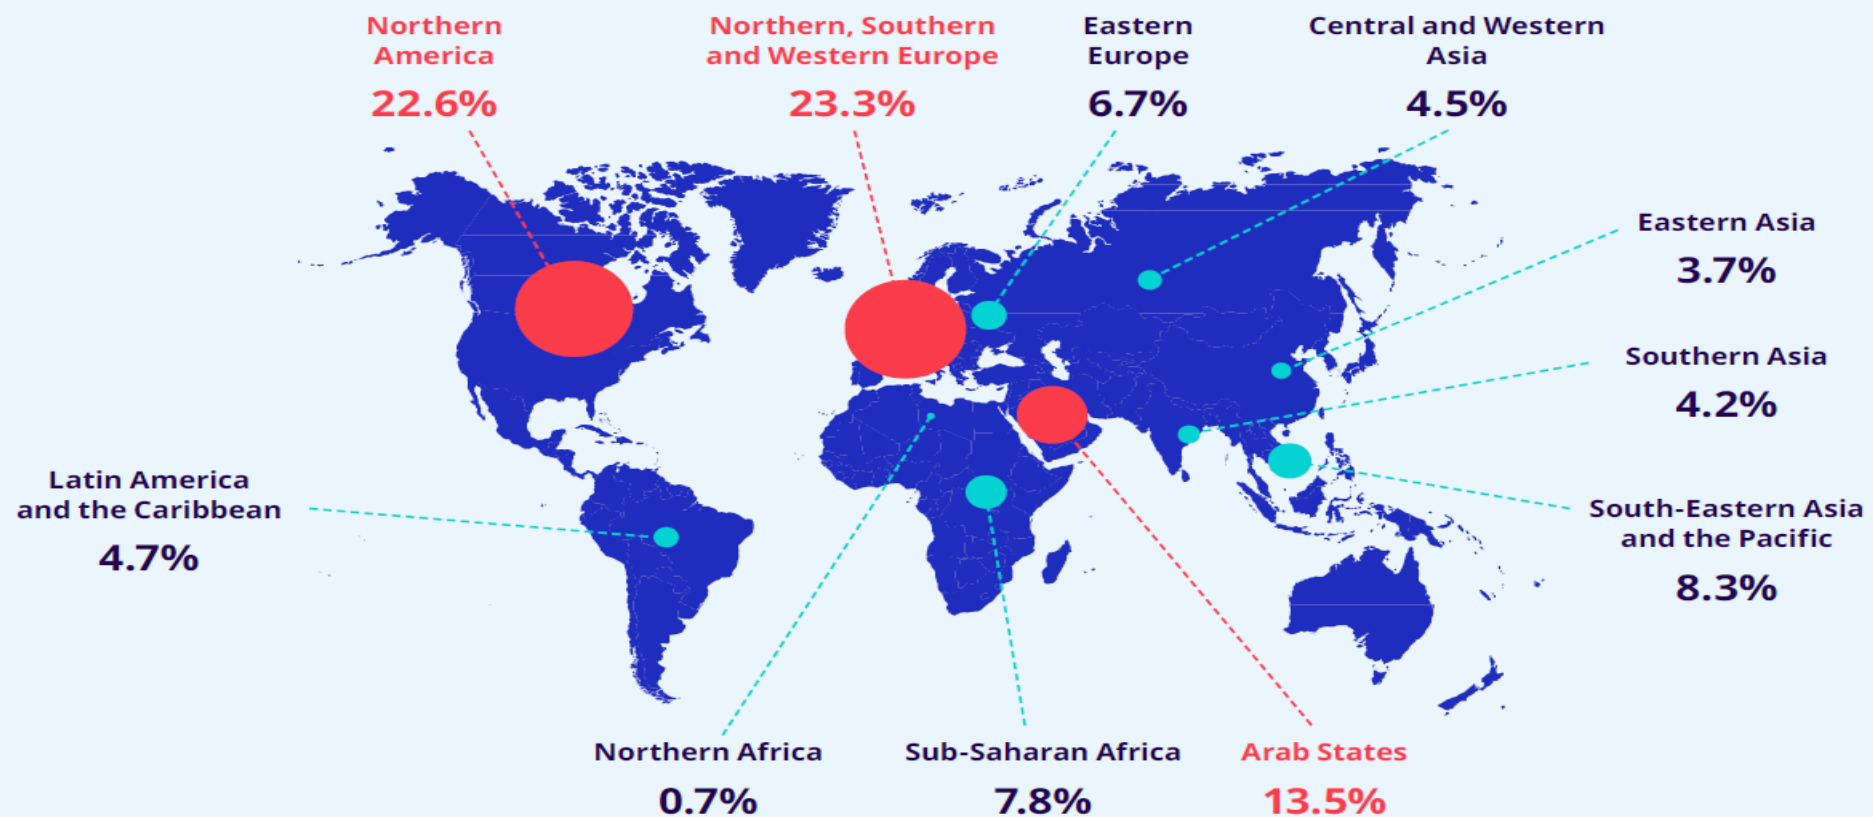 Northern
America
22.6%
Northern, Southern
and Western Europe
23.3%
Eastern
Europe
6.7%
Central and Western
Asia
4.5%
Eastern Asia
3.7%
Southern Asia
4.2%
South-Eastern Asia
and the Pacific
8.3%
Latin America
and the Caribbean
4.7%
Northern Africa
0.7%
Sub-Saharan Africa
7.8%
Arab States
13.5%